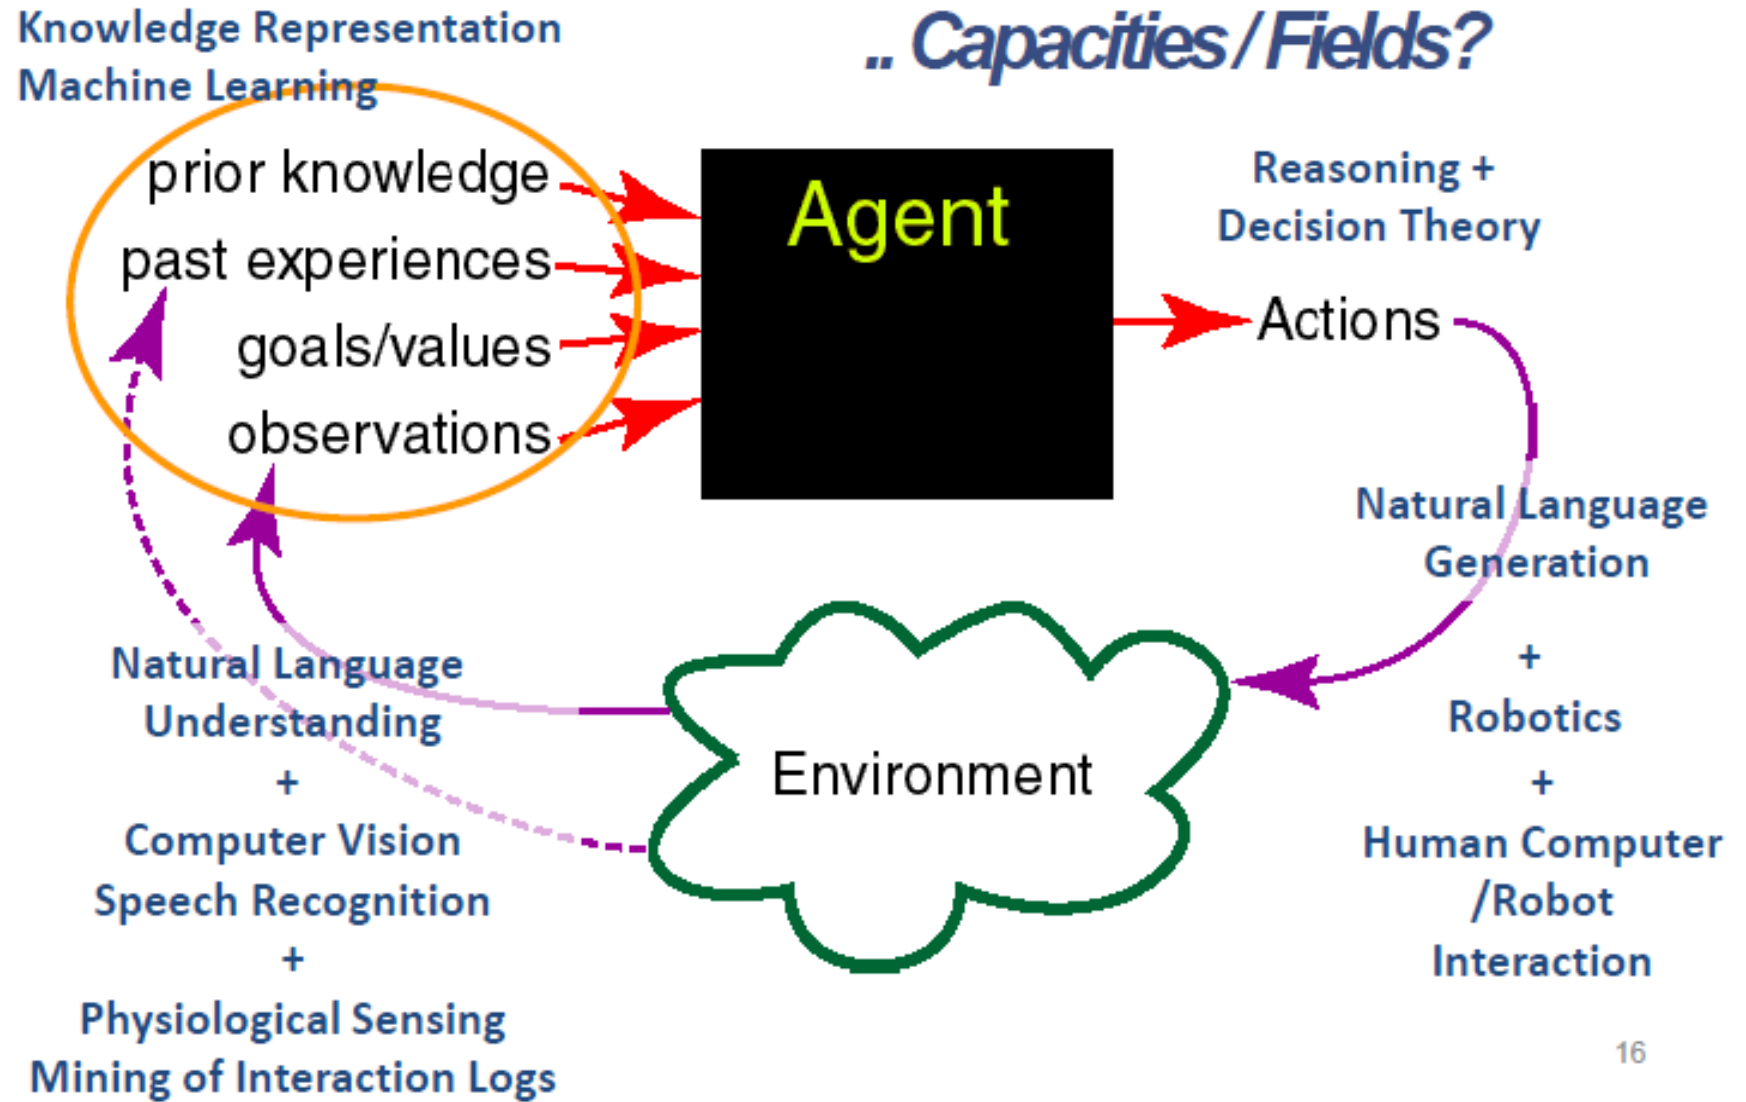 Knowledge Representation
Machine Learning
.. Capacities / Fields?
prior knowledge
past experiences
goals/values
observations
Agent
Reasoning +
Decision Theory
Actions
Natural Language
Generation
+
Robotics
+
Human Computer
/Robot
Interaction
Environment
Natural Language
Understanding
+
Computer Vision
Speech Recognition
+
Physiological Sensing
Mining of Interaction Logs
16